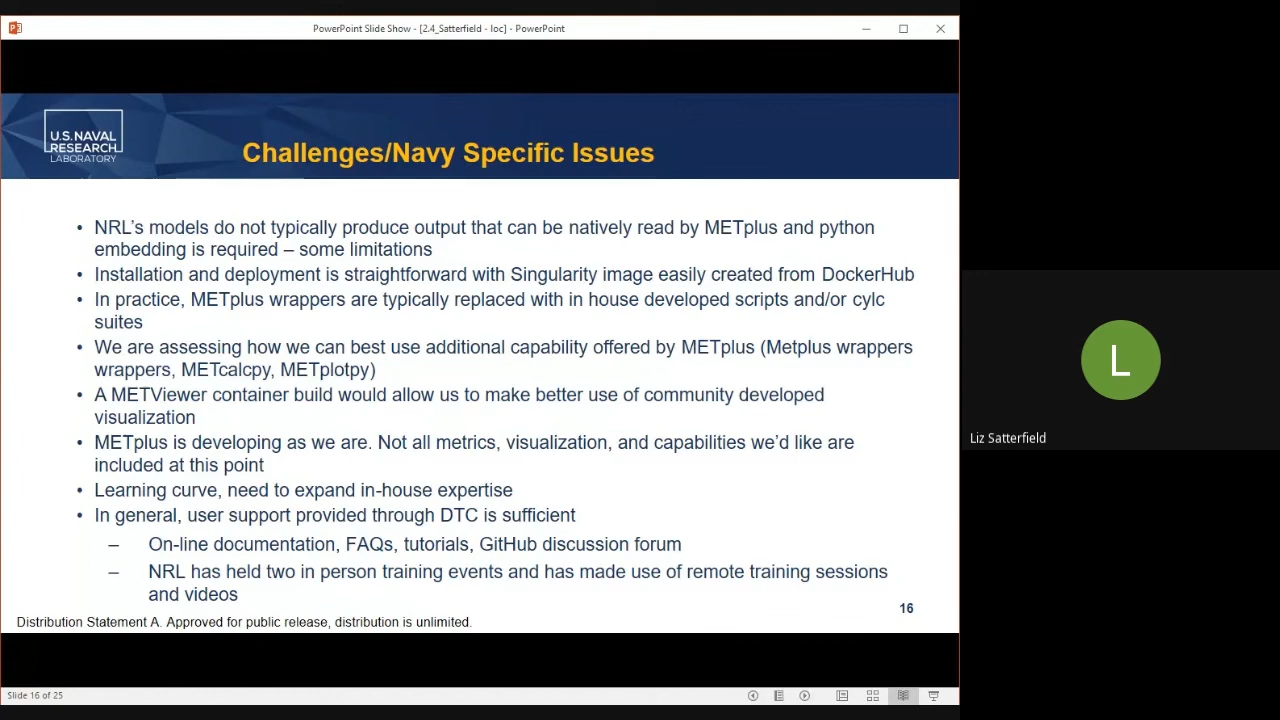 PowerPoint Slide Show - [2.4_Satterfield - loc] - PowerPoint
U.S. NAVAL
RESEARCH
LABORATORY
Challenges/Navy Specific Issues
• NRL's models do not typically produce output that can be natively read by METplus and python
embedding is required – some limitations
• Installation and deployment is straightforward with Singularity image easily created from DockerHub
• In practice, METplus wrappers are typically replaced with in house developed scripts and/or cylc
suites
• We are assessing how we can best use additional capability offered by METplus (Metplus wrappers
wrappers, METcalcpy, METplotpy)
• A METViewer container build would allow us to make better use of community developed
visualization
• METplus is developing as we are. Not all metrics, visualization, and capabilities we'd like are
included at this point
• Learning curve, need to expand in-house expertise
• In general, user support provided through DTC is sufficient
– On-line documentation, FAQs, tutorials, GitHub discussion forum
– NRL has held two in person training events and has made use of remote training sessions
and videos
16
Distribution Statement A. Approved for public release, distribution is unlimited.
Slide 16 of 25
L
Liz Satterfield